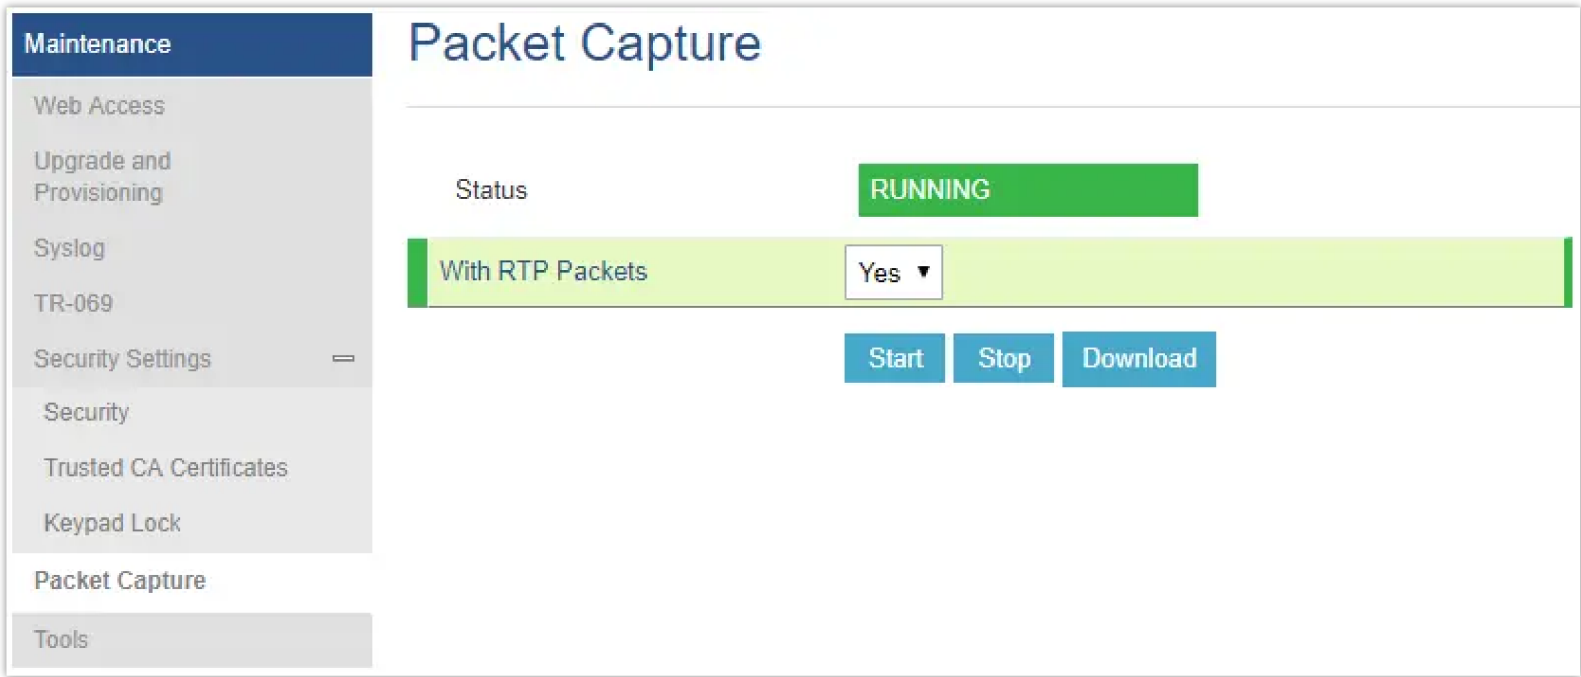 Maintenance
Web Access
Upgrade and
Provisioning
Syslog
TR-069
Security Settings
Security
Trusted CA Certificates
Keypad Lock
Packet Capture
Tools
Packet Capture
Status
RUNNING
With RTP Packets
Yes
Start
Stop
Download